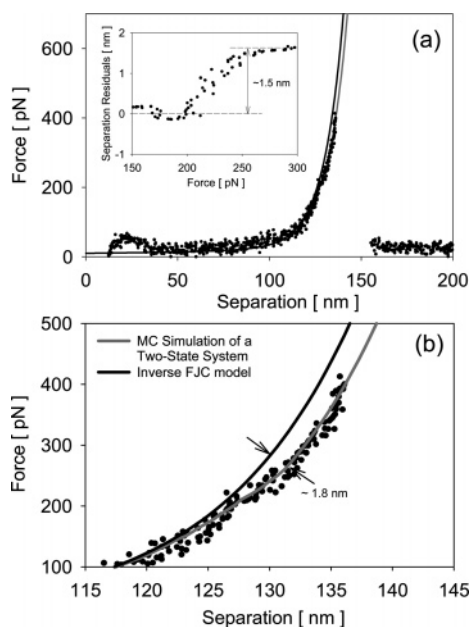 (a)
Force [ pN ]
600
400
200
0
0 50 100 150 200
Separation [ nm ]
Separation Residuals [ nm ]
2
1
0
-1
~1.5 nm
150 200 250 300
Force [ pN ]
(b)
MC Simulation of a
Two-State System
Inverse FJC model
Force [ pN ]
500
400
300
200
100
~ 1.8 nm
115 120 125 130 135 140 145
Separation [ nm ]